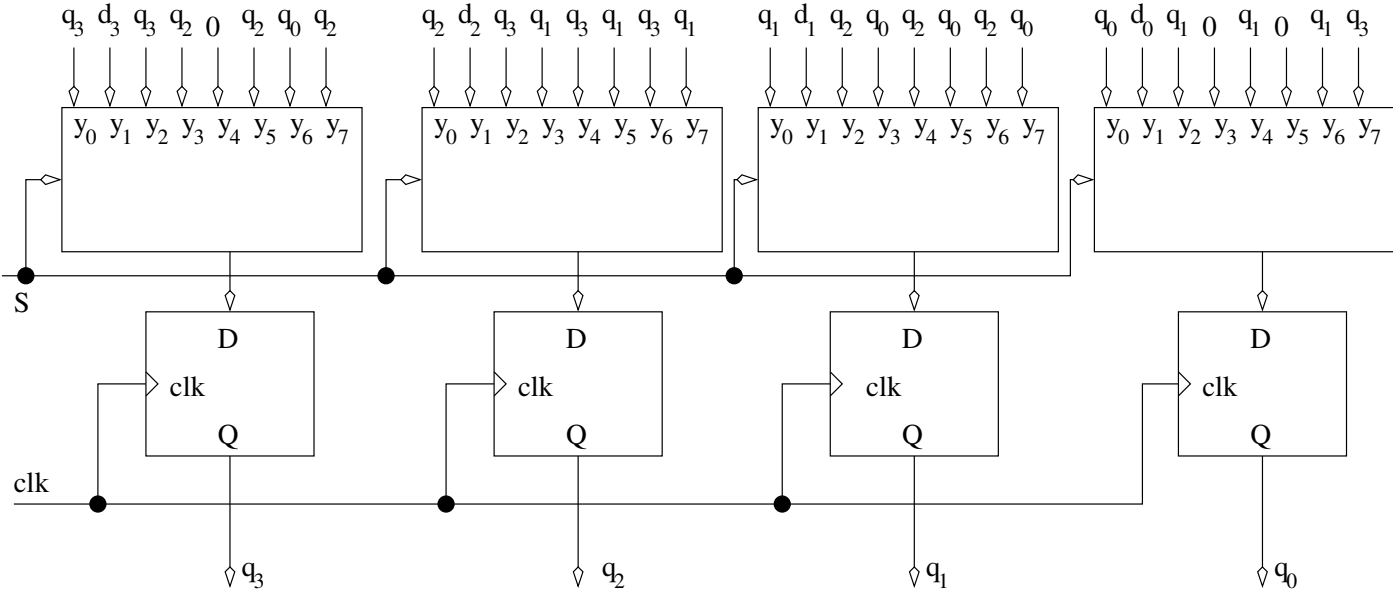 q3 d3 q3 q2 0 q2 q0 q2 q2 d2 q3 q1 q3 q1 q3 q1 q1 d1 q2 q0 q2 q0 q2 q0 q0 d0 q1 0 q1 0 q1 q3
y0 y1 y2 y3 y4 y5 y6 y7 y0 y1 y2 y3 y4 y5 y6 y7 y0 y1 y2 y3 y4 y5 y6 y7 y0 y1 y2 y3 y4 y5 y6 y7
S
D D D D
clk clk clk clk
Q Q Q Q
clk
q3 q2 q1 q0